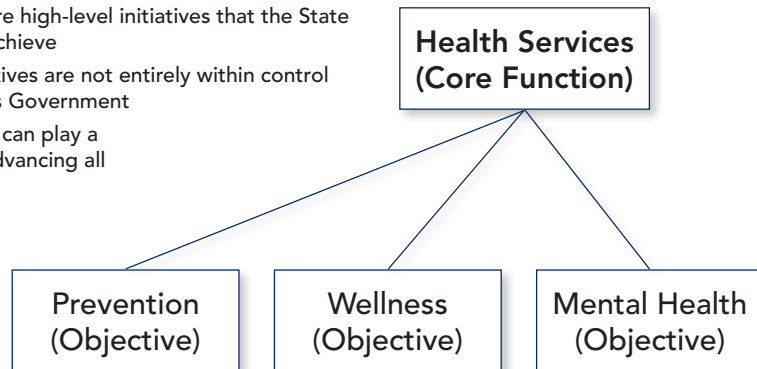 re high-level initiatives that the State
chieve
tives are not entirely within control
s Government
can play a
dvancing all
Health Services
(Core Function)
Prevention
(Objective)
Wellness
(Objective)
Mental Health
(Objective)